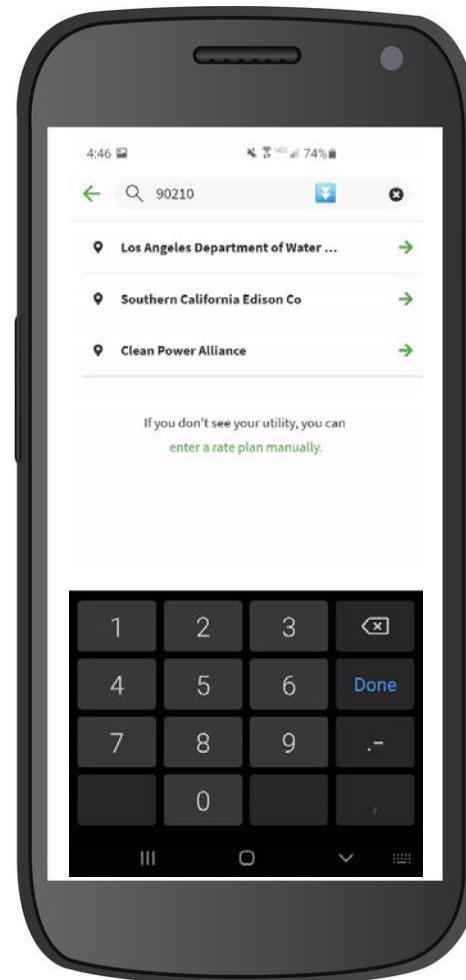 4:46 74%
90210
Los Angeles Department of Water ...
Southern California Edison Co
Clean Power Alliance
If you don't see your utility, you can
enter a rate plan manually.
1 2 3
4 5 6 Done
7 8 9 .-
0 ,